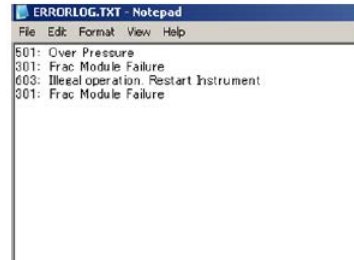 ERRORLOG.TXT - Notepad
File Edit Format View Help
501: Over Pressure
301: Frac Module Failure
603: Illegal operation. Restart Instrument
301: Frac Module Failure